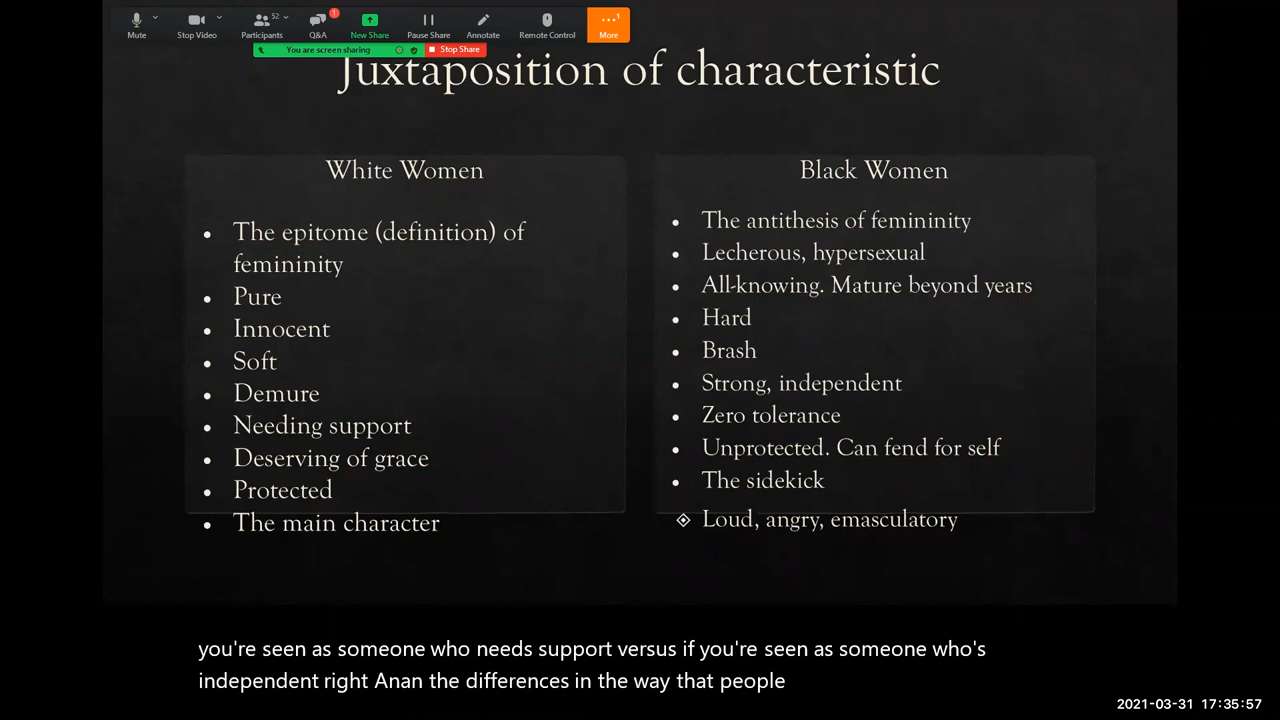 52
1
1
Mute
Stop Video
Participants
Q&A
New Share
Pause Share
Annotate
Remote Control
More
You are screen sharing
Stop Share
Juxtaposition of characteristic
White Women
The epitome (definition) of
femininity
Pure
Innocent
Soft
Demure
Needing support
Deserving of grace
Protected
The main character
Black Women
The antithesis of femininity
Lecherous, hypersexual
All-knowing. Mature beyond years
Hard
Brash
Strong, independent
Zero tolerance
Unprotected. Can fend for self
The sidekick
Loud, angry, emasculatory
you're seen as someone who needs support versus if you're seen as someone who's
independent right Anan the differences in the way that people
2021-03-31 17:35:57